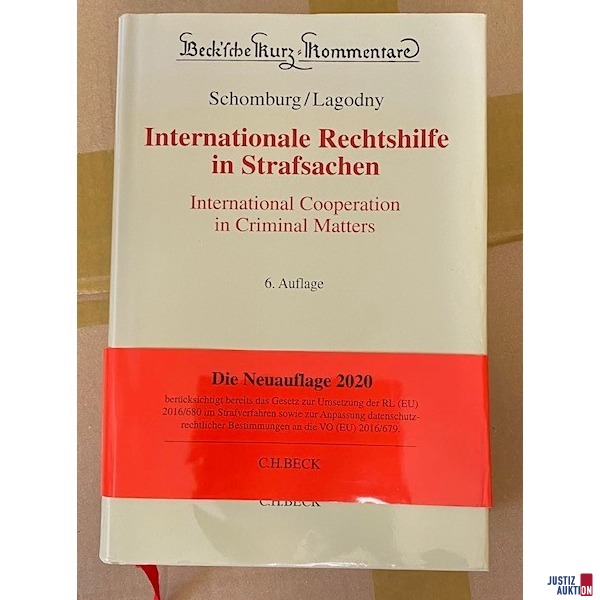 Beck'sche Kurz-Kommentare
Schomburg/Lagodny
Internationale Rechtshilfe
in Strafsachen
International Cooperation
in Criminal Matters
6. Auflage
Die Neuauflage 2020
berücksichtigt bereits das Gesetz zur Umsetzung der RL (EU)
2016/680 im Strafverfahren sowie zur Anpassung datenschutz-
rechtlicher Bestimmungen an die VO (EU) 2016/679.
C.H.BECK
C.H.BECK
JUSTIZ
AUKTION